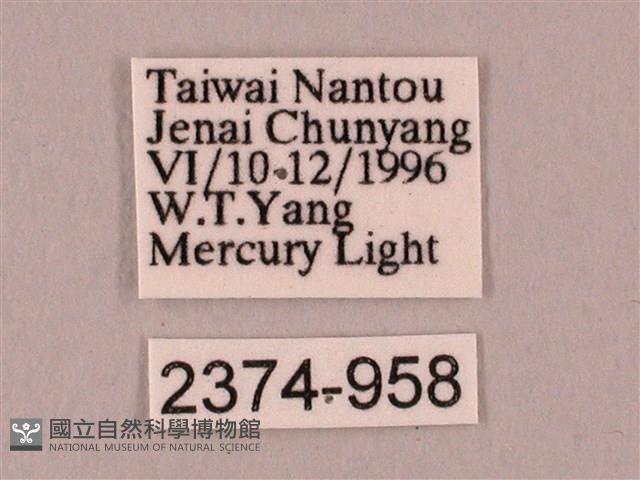 Taiwai Nantou
Jenai Chunyang
VI/10-12/1996
W.T.Yang
Mercury Light
2374-958
國立自然科學博物館
NATIONAL MUSEUM OF NATURAL SCIENCE